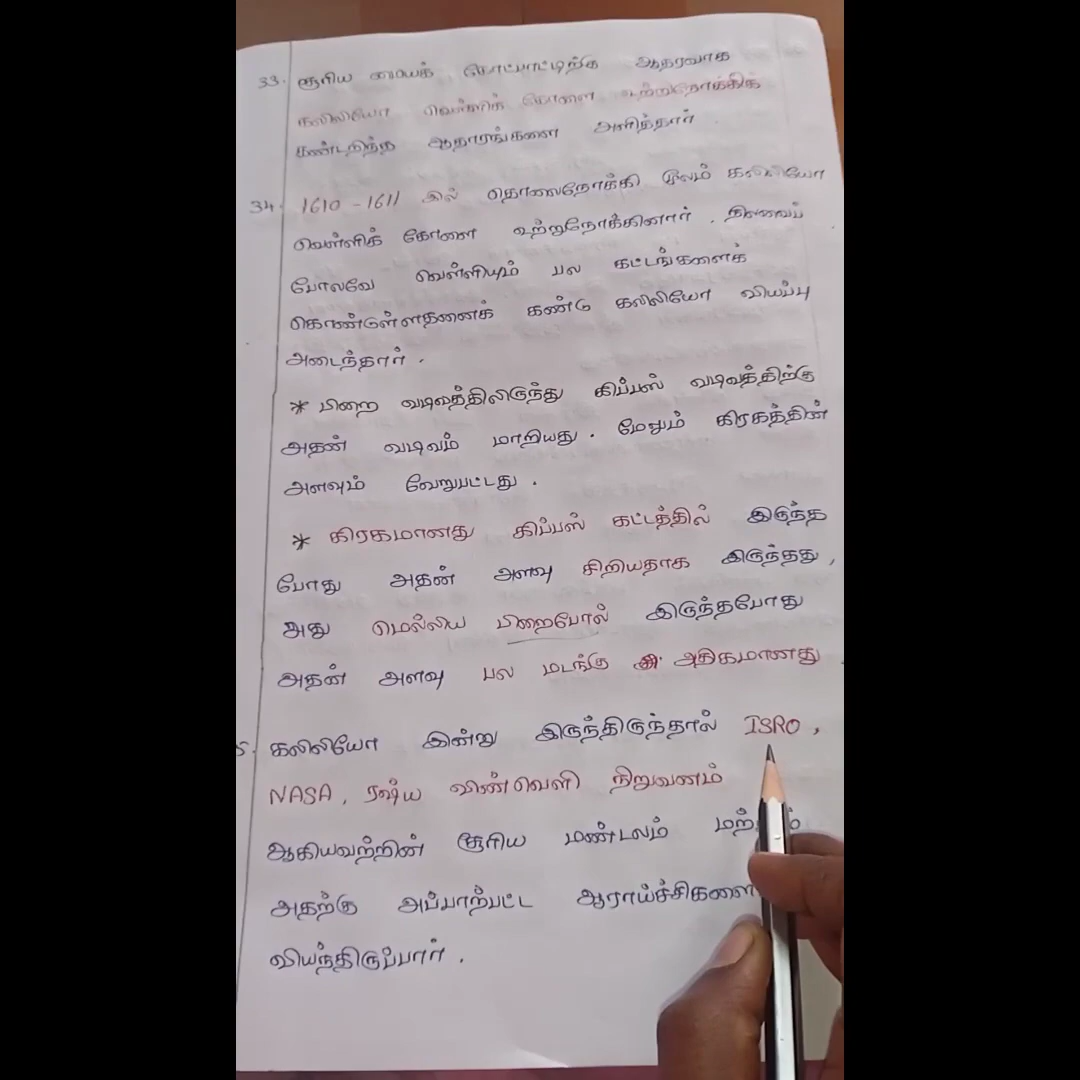 33. சூரிய மையக் கோட்பாட்டிற்கு ஆதரவாக
கலிலியோ வெள்ளிக் கோளை உற்றுநோக்கிக்
கண்டறிந்த ஆதாரங்களை அளித்தார்
34. 1610 - 1611 இல் தொலைநோக்கி மூலம் கலிலியோ
வெள்ளிக் கோளை உற்றுநோக்கினார். நிலவைப்
போலவே வெள்ளியும் பல கட்டங்களைக்
கொண்டுள்ளதனைக் கண்டு கலிலியோ வியப்பு
அடைந்தார்.
* பிறை வடிவத்திலிருந்து கிப்பஸ் வடிவத்திற்கு
அதன் வடிவம் மாறியது. மேலும் கிரகத்தின்
அளவும் வேறுபட்டது.
* கிரகமானது கிப்பஸ் கட்டத்தில் இருந்த
போது அதன் அளவு சிறியதாக இருந்தது,
அது மெல்லிய பிறைபோல் இருந்தபோது
அதன் அளவு பல மடங்கு அதிகமானது
5. கலிலியோ இன்று இருந்திருந்தால் ISRO,
NASA, ரஷ்ய விண்வெளி நிறுவனம்
ஆகியவற்றின் சூரிய மண்டலம்
அதற்கு அப்பாற்பட்ட ஆராய்ச்சிகளை
வியந்திருப்பார்.